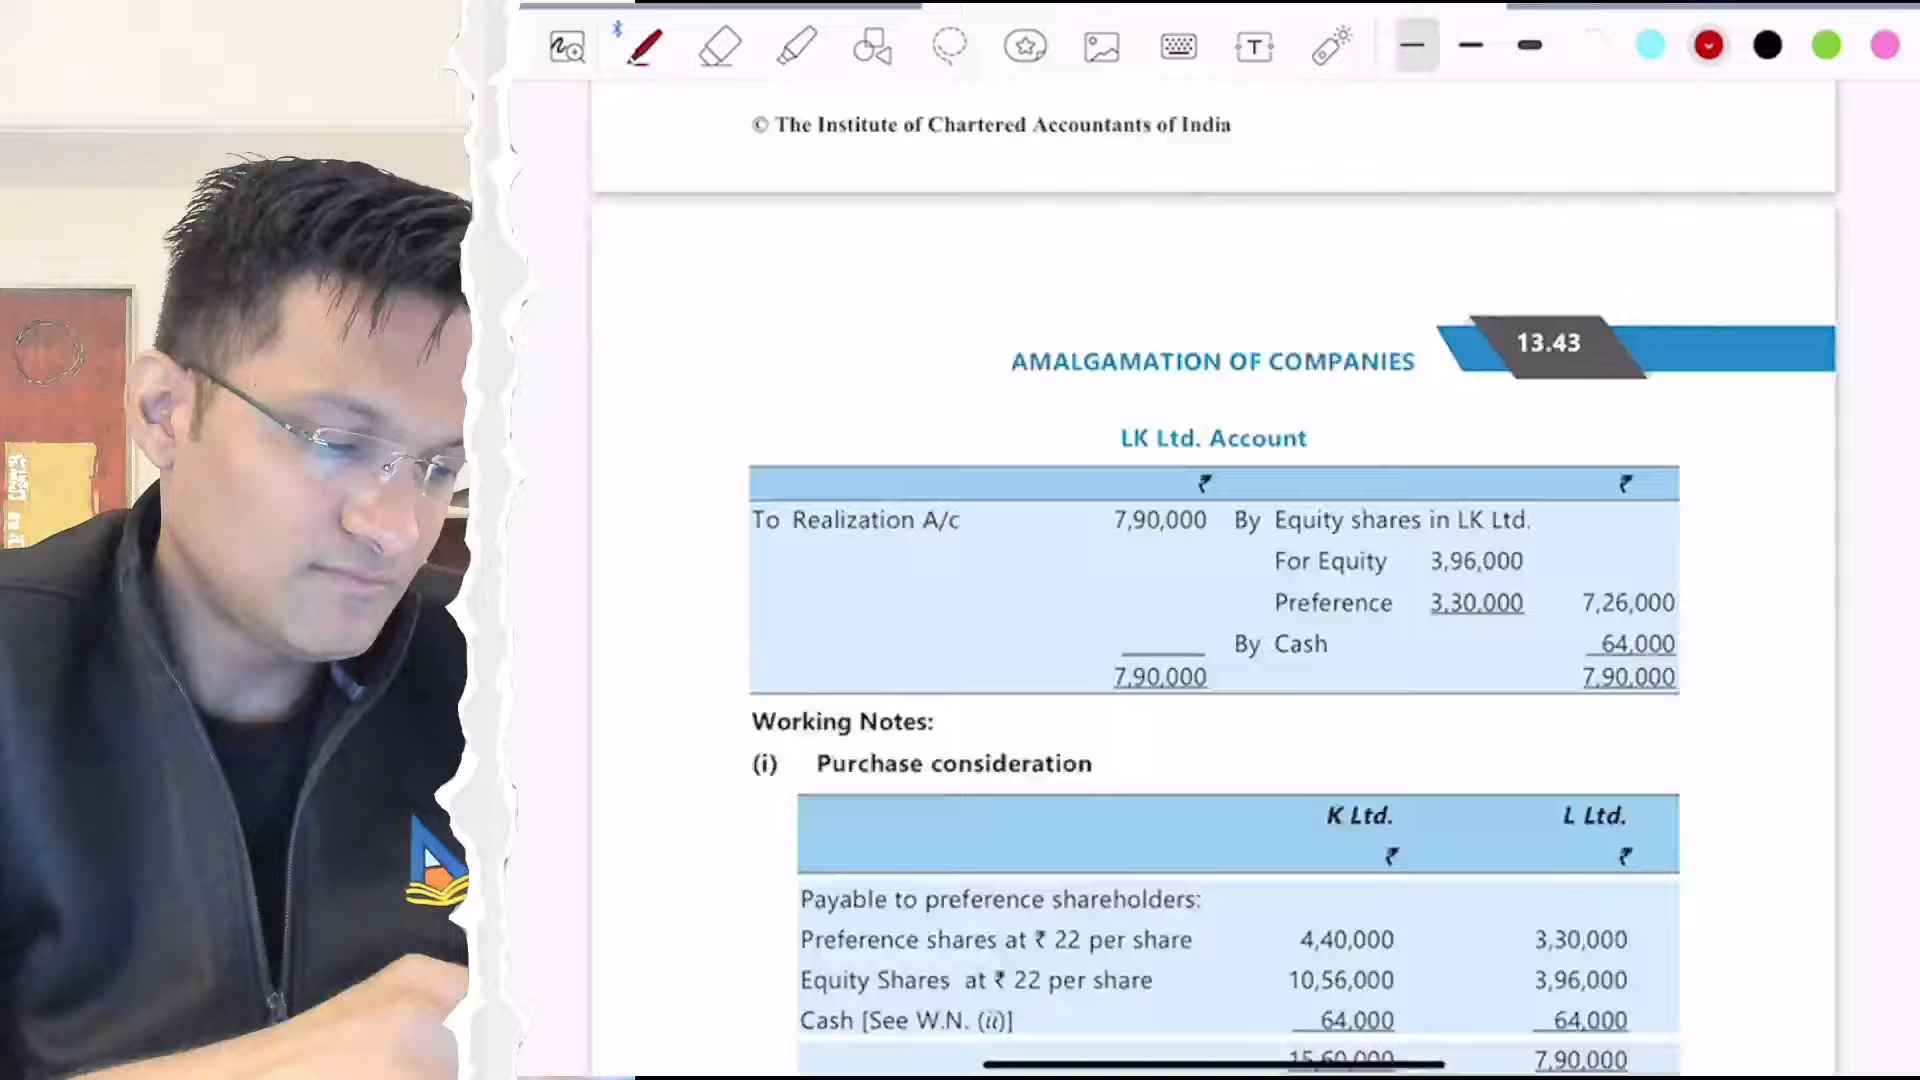 T
© The Institute of Chartered Accountants of India
AMALGAMATION OF COMPANIES 13.43
LK Ltd. Account
₹ ₹
To Realization A/c 7,90,000 By Equity shares in LK Ltd.
For Equity 3,96,000
Preference 3,30,000 7,26,000
By Cash 64,000
7,90,000 7,90,000
Working Notes:
(i) Purchase consideration
K Ltd. L Ltd.
₹ ₹
Payable to preference shareholders:
Preference shares at ₹ 22 per share 4,40,000 3,30,000
Equity Shares at ₹ 22 per share 10,56,000 3,96,000
Cash [See W.N. (ii)] 64,000 64,000
15,60,000 7,90,000